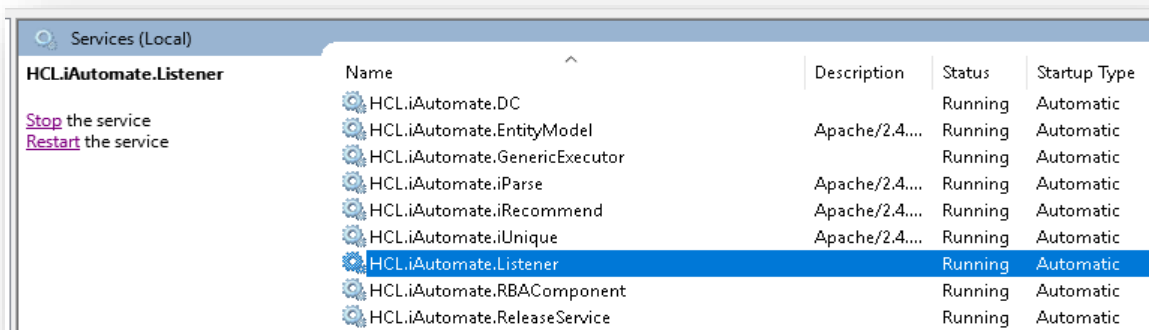 Services (Local)
HCL.iAutomate.Listener
Stop the service
Restart the service
Name Description Status Startup Type
HCL.iAutomate.DC Running Automatic
HCL.iAutomate.EntityModel Apache/2.4.... Running Automatic
HCL.iAutomate.GenericExecutor Running Automatic
HCL.iAutomate.iParse Apache/2.4.... Running Automatic
HCL.iAutomate.iRecommend Apache/2.4.... Running Automatic
HCL.iAutomate.iUnique Apache/2.4.... Running Automatic
HCL.iAutomate.Listener Running Automatic
HCL.iAutomate.RBAComponent Running Automatic
HCL.iAutomate.ReleaseService Running Automatic